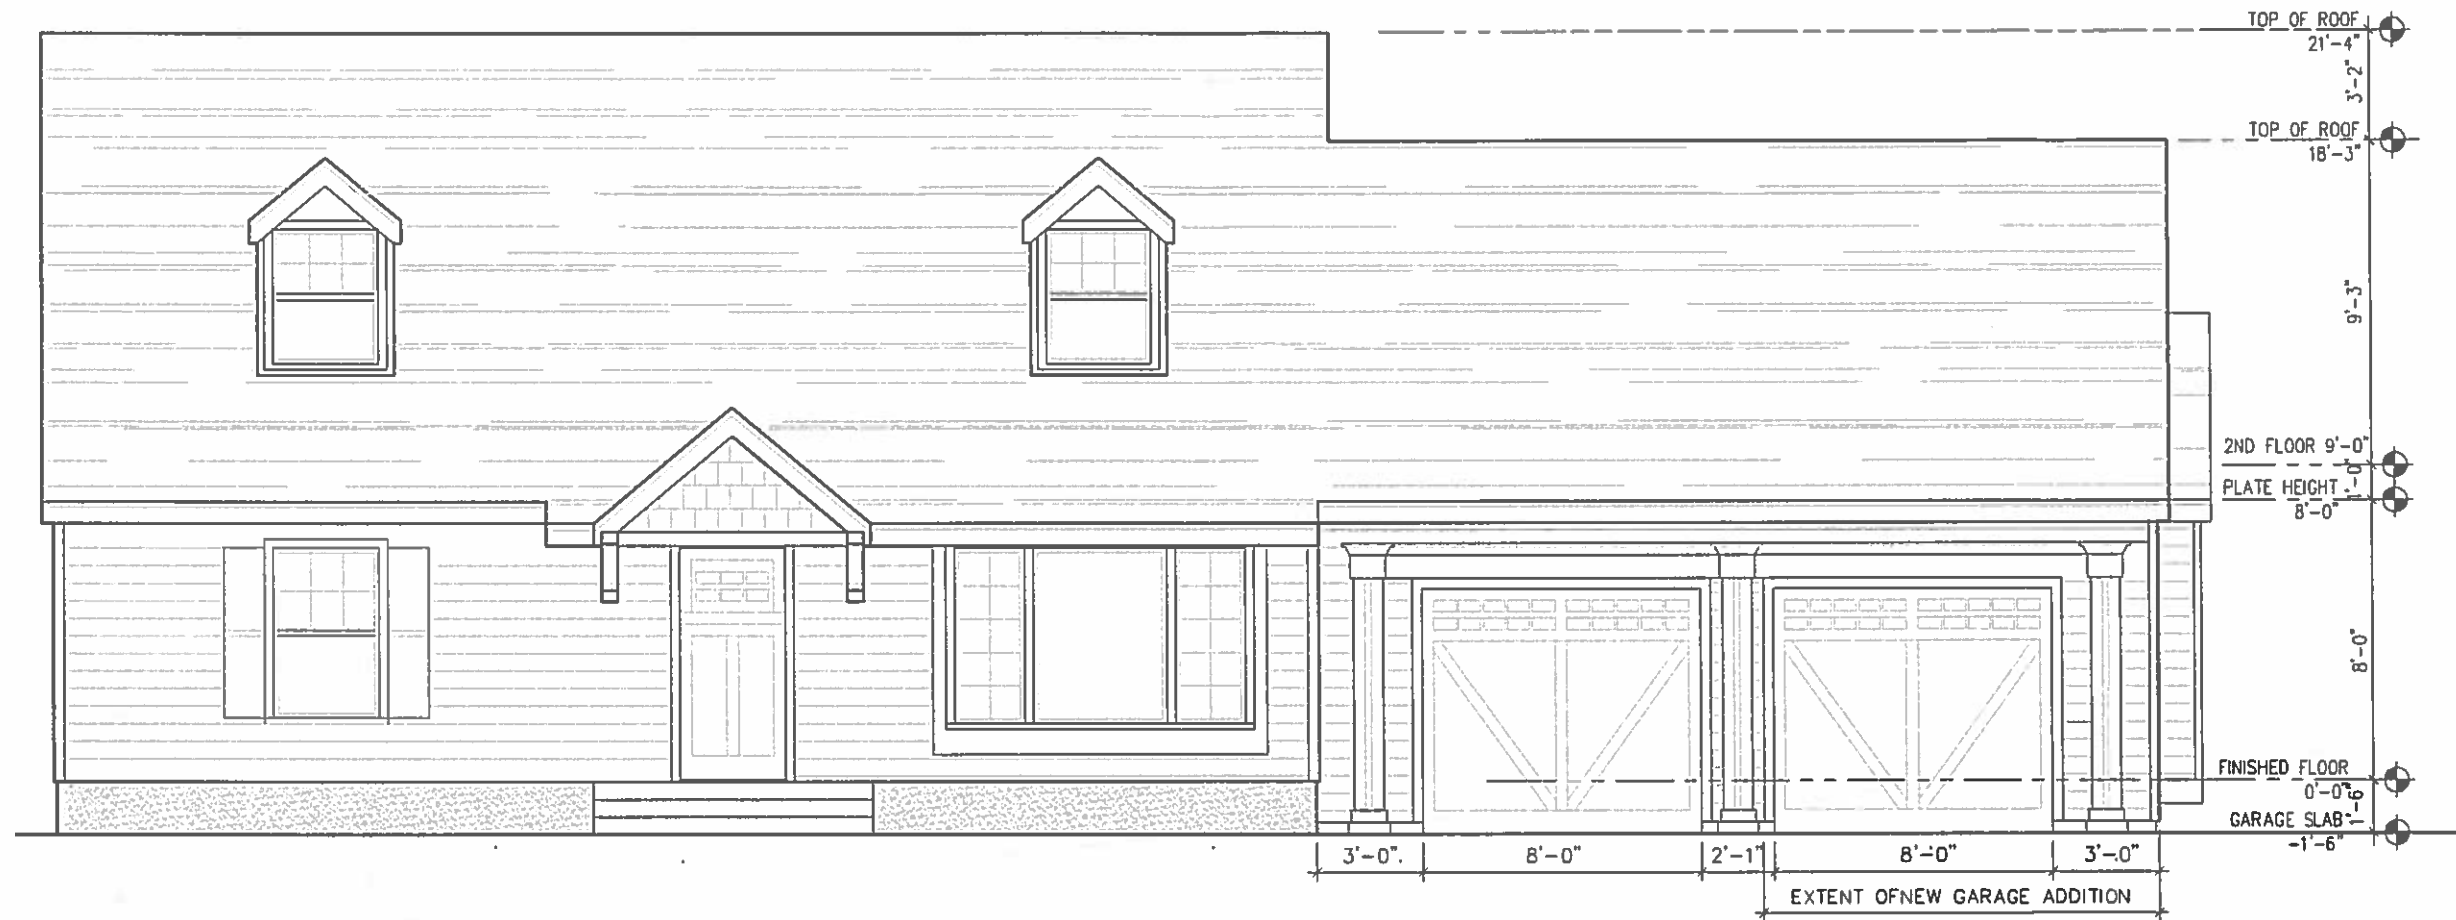 TOP OF ROOF
21'-4"
3'-2"
TOP OF ROOF
18'-3"
9'-3"
2ND FLOOR 9'-0"
1'-0"
PLATE HEIGHT
8'-0"
8'-0"
FINISHED FLOOR
0'-0"
1'-6"
GARAGE SLAB
-1'-6"
3'-0"
8'-0"
2'-1"
8'-0"
3'-0"
EXTENT OFNEW GARAGE ADDITION